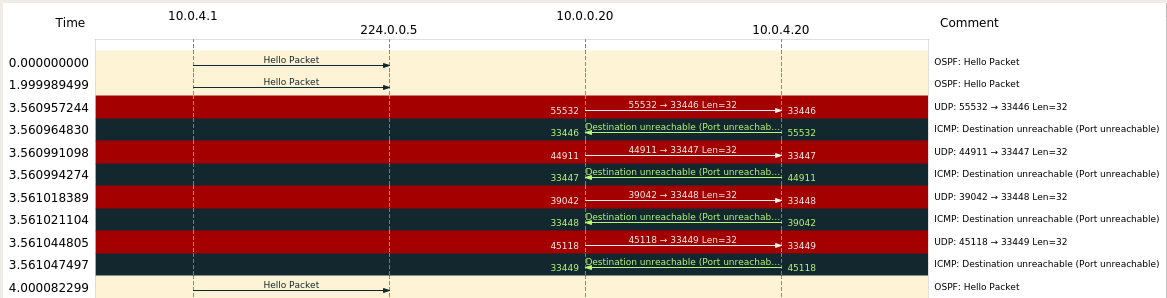 Time 10.0.4.1 224.0.0.5 10.0.0.20 10.0.4.20 Comment
0.000000000 Hello Packet OSPF: Hello Packet
1.999989499 Hello Packet OSPF: Hello Packet
3.560957244 55532 55532 → 33446 Len=32 33446 UDP: 55532 → 33446 Len=32
3.560964830 33446 Destination unreachable (Port unreachab... 55532 ICMP: Destination unreachable (Port unreachable)
3.560991098 44911 44911 → 33447 Len=32 33447 UDP: 44911 → 33447 Len=32
3.560994274 33447 Destination unreachable (Port unreachab... 44911 ICMP: Destination unreachable (Port unreachable)
3.561018389 39042 39042 → 33448 Len=32 33448 UDP: 39042 → 33448 Len=32
3.561021104 33448 Destination unreachable (Port unreachab... 39042 ICMP: Destination unreachable (Port unreachable)
3.561044805 45118 45118 → 33449 Len=32 33449 UDP: 45118 → 33449 Len=32
3.561047497 33449 Destination unreachable (Port unreachab... 45118 ICMP: Destination unreachable (Port unreachable)
4.000082299 Hello Packet OSPF: Hello Packet